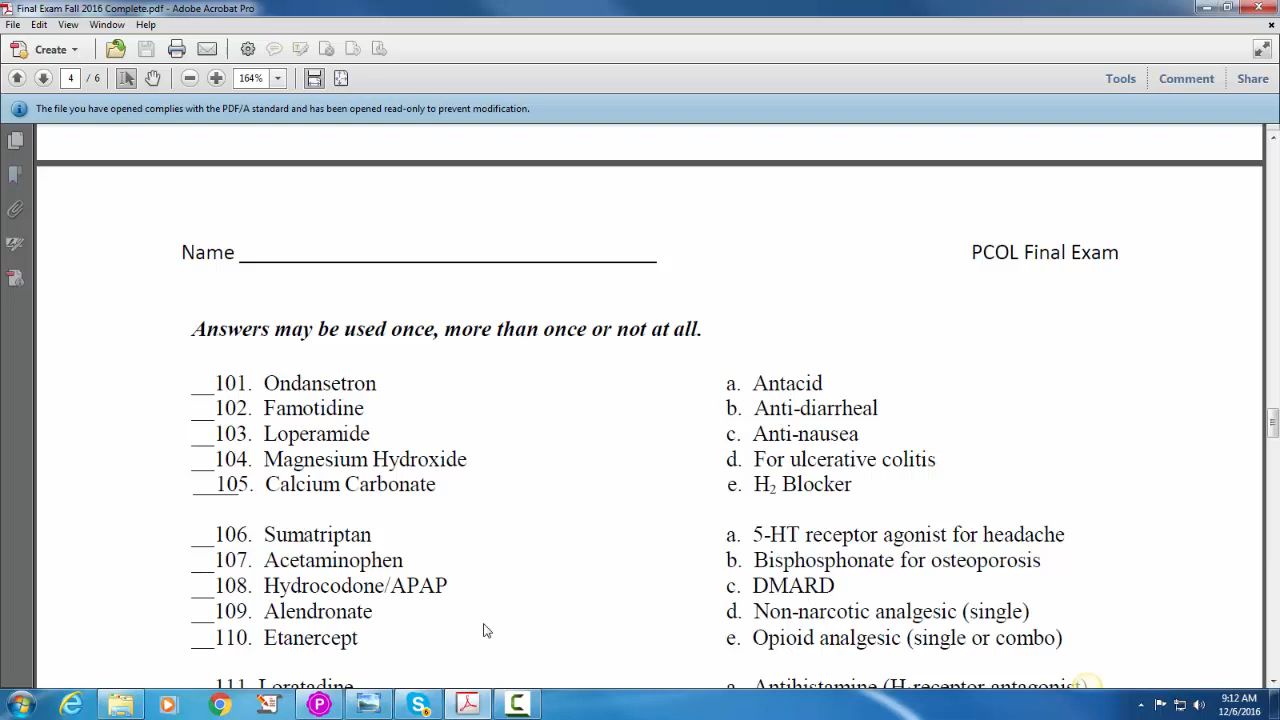 Final Exam Fall 2016 Complete.pdf - Adobe Acrobat Pro
File Edit View Window Help
Create
4 / 6 164% Tools Comment Share
The file you have opened complies with the PDF/A standard and has been opened read-only to prevent modification.
Name ____ PCOL Final Exam
Answers may be used once, more than once or not at all.
__101. Ondansetron a. Antacid
__102. Famotidine b. Anti-diarrheal
__103. Loperamide c. Anti-nausea
__104. Magnesium Hydroxide d. For ulcerative colitis
__105. Calcium Carbonate e. H₂ Blocker
__106. Sumatriptan a. 5-HT receptor agonist for headache
__107. Acetaminophen b. Bisphosphonate for osteoporosis
__108. Hydrocodone/APAP c. DMARD
__109. Alendronate d. Non-narcotic analgesic (single)
__110. Etanercept e. Opioid analgesic (single or combo)
111. Loratadine a. Antihistamine (H receptor antagonist)
9:12 AM
12/6/2016